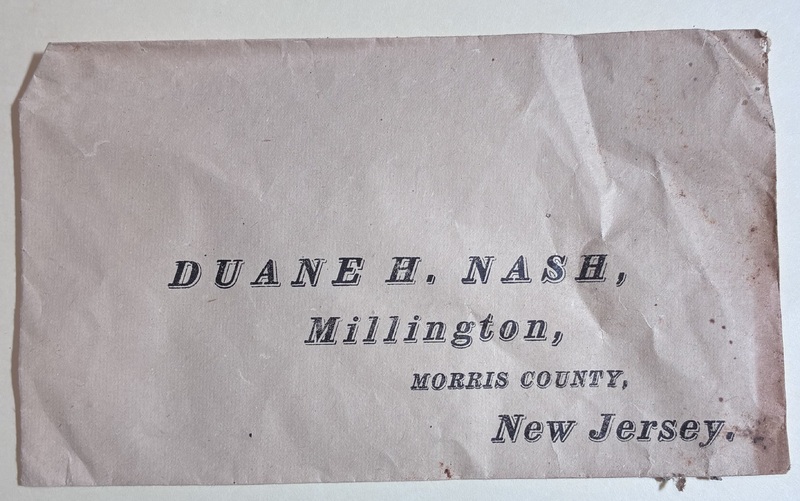 DUANE H. NASH,
Millington,
MORRIS COUNTY,
New Jersey.